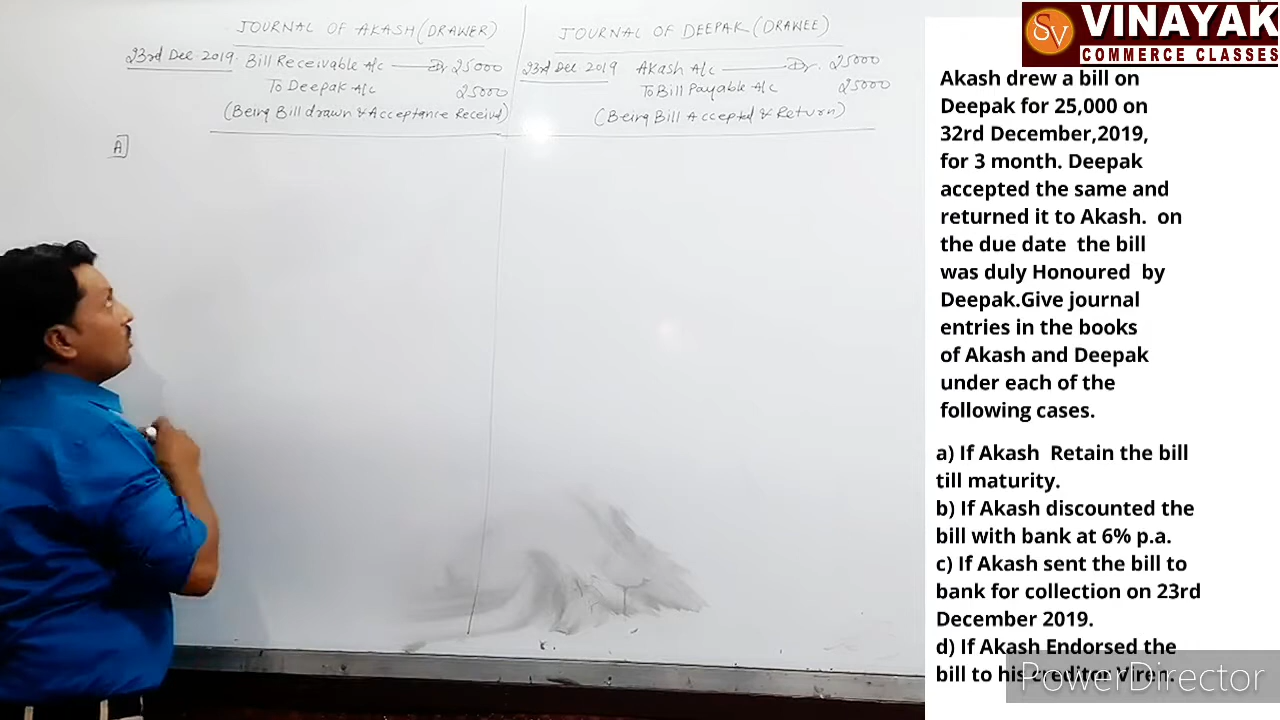 JOURNAL OF AKASH (DRAWER)
23rd Dec 2019 Bill Receivable A/c Dr 25000
To Deepak A/c 25000
(Being Bill drawn & Acceptance Receivd)
A
JOURNAL OF DEEPAK (DRAWEE)
23rd Dec 2019 Akash A/c Dr. 25000
To Bill Payable A/c 25000
(Being Bill Accepted & Return)
SV VINAYAK
COMMERCE CLASSES
Akash drew a bill on
Deepak for 25,000 on
32rd December,2019,
for 3 month. Deepak
accepted the same and
returned it to Akash. on
the due date the bill
was duly Honoured by
Deepak.Give journal
entries in the books
of Akash and Deepak
under each of the
following cases.
a) If Akash Retain the bill
till maturity.
b) If Akash discounted the
bill with bank at 6% p.a.
c) If Akash sent the bill to
bank for collection on 23rd
December 2019.
d) If Akash Endorsed the
bill to his creditor Viren.
PowerDirector